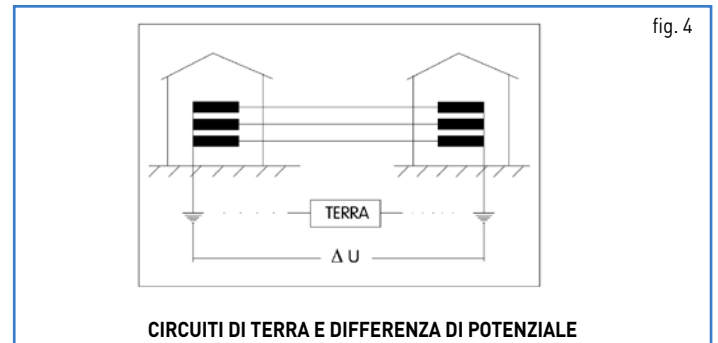 fig. 4
TERRA
Δ U
CIRCUITI DI TERRA E DIFFERENZA DI POTENZIALE